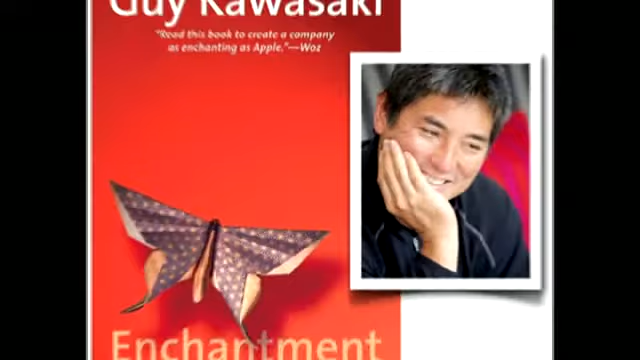 Guy Kawasaki
"Read this book to create a company
as enchanting as Apple."—Woz
Enchantment